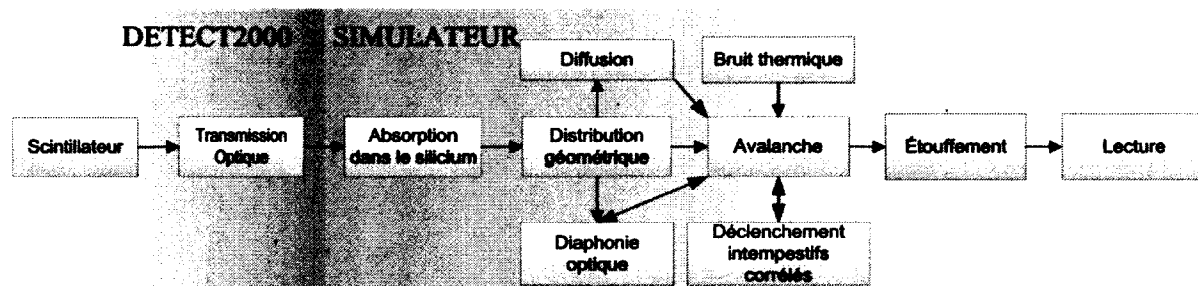 DETECT2000 SIMULATEUR
Diffusion
Bruit thermique
Scintillateur
Transmission
Optique
Absorption
dans le silicium
Distribution
géométrique
Avalanche
Étouffement
Lecture
Diaphonie
optique
Déclenchement
intempestifs
corrélés